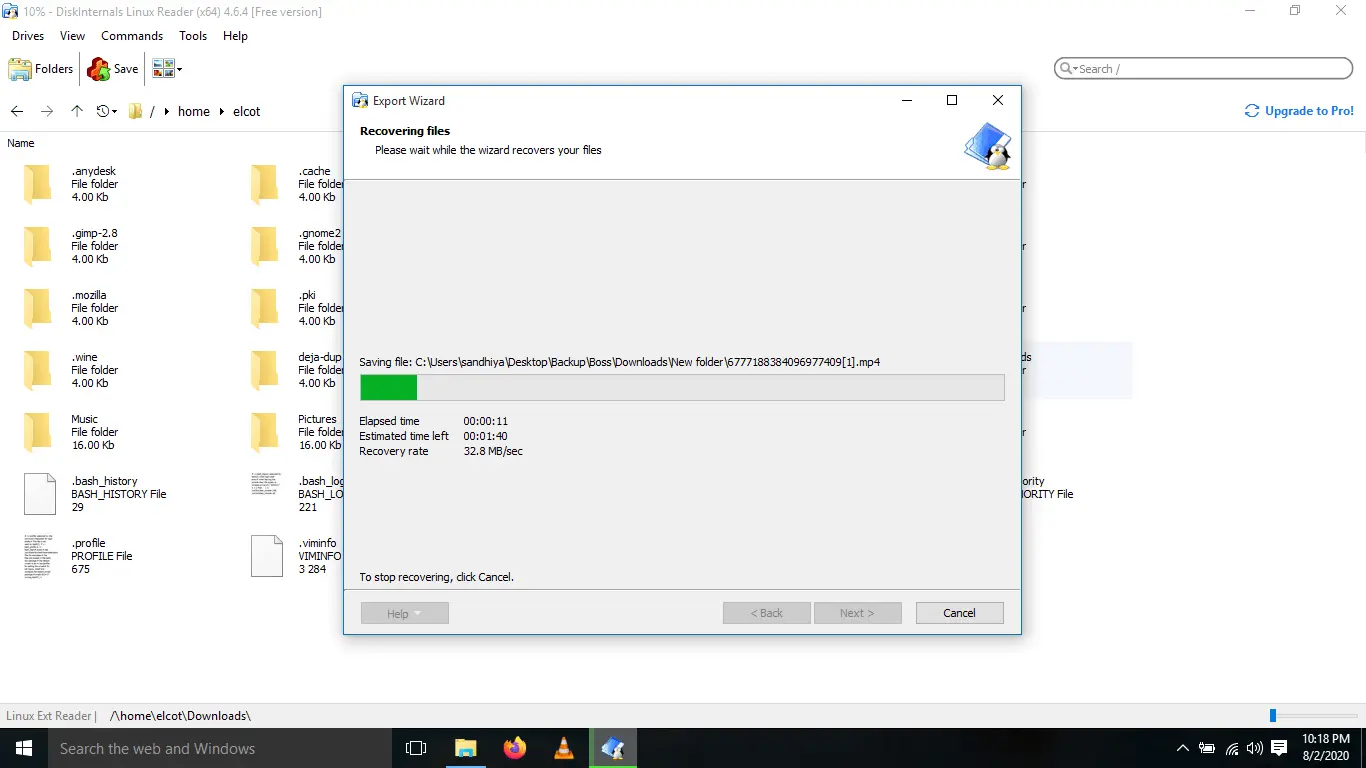 10% - DiskInternals Linux Reader (x64) 4.6.4 [Free version]
Drives View Commands Tools Help
Folders Save
Search /
/ home elcot
Upgrade to Pro!
Name
.anydesk
File folder
4.00 Kb
.cache
File folder
4.00 Kb
.gimp-2.8
File folder
4.00 Kb
.gnome2
File folder
4.00 Kb
.mozilla
File folder
4.00 Kb
.pki
File folder
4.00 Kb
.wine
File folder
4.00 Kb
deja-dup
File folder
4.00 Kb
Music
File folder
16.00 Kb
Pictures
File folder
16.00 Kb
.bash_history
BASH_HISTORY File
29
.bash_log
BASH_LO
221
.profile
PROFILE File
675
.viminfo
VIMINFO
3 284
Export Wizard
Recovering files
Please wait while the wizard recovers your files
Saving file: C:\Users\sandhiya\Desktop\Backup\Boss\Downloads\New folder\6777188384096977409[1].mp4
Elapsed time 00:00:11
Estimated time left 00:01:40
Recovery rate 32.8 MB/sec
To stop recovering, click Cancel.
Help < Back Next > Cancel
r
r
r
ds
r
r
ority
ORITY File
Linux Ext Reader | /\home\elcot\Downloads\
Search the web and Windows
10:18 PM
8/2/2020